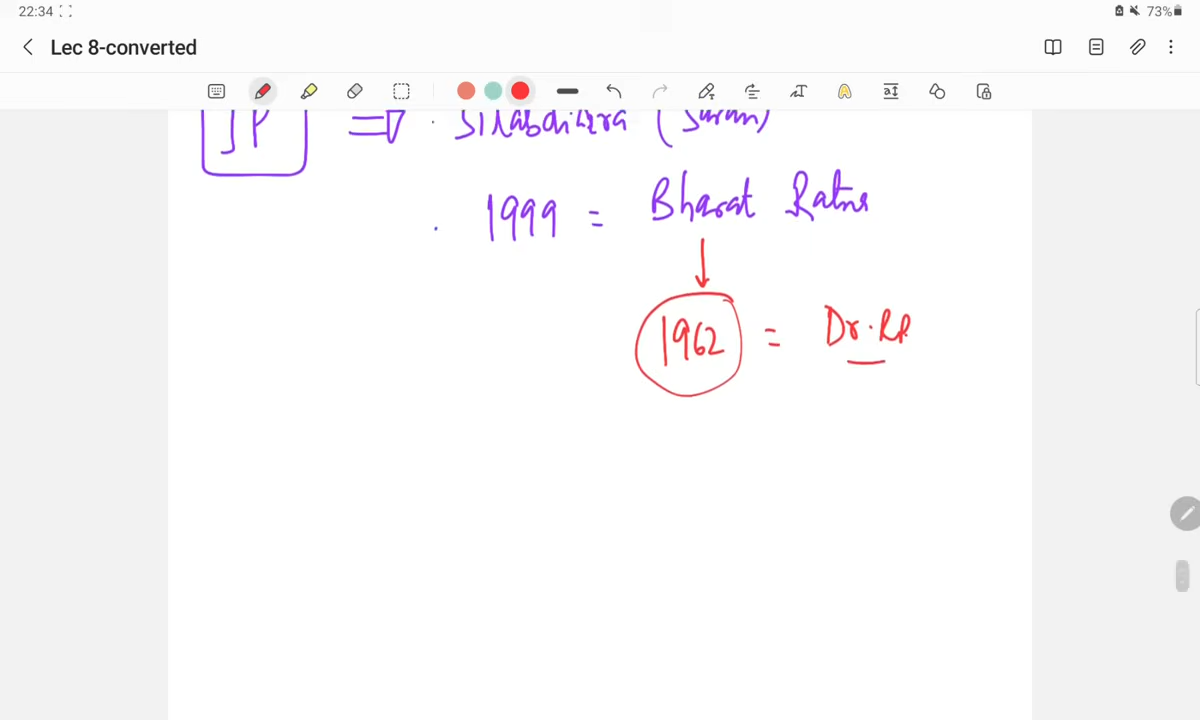 22:34
73%
Lec 8-converted
JP ⇒ · Sitabdiara (Saran)
· 1999 = Bharat Ratna
↓
1962 = Dr. RP